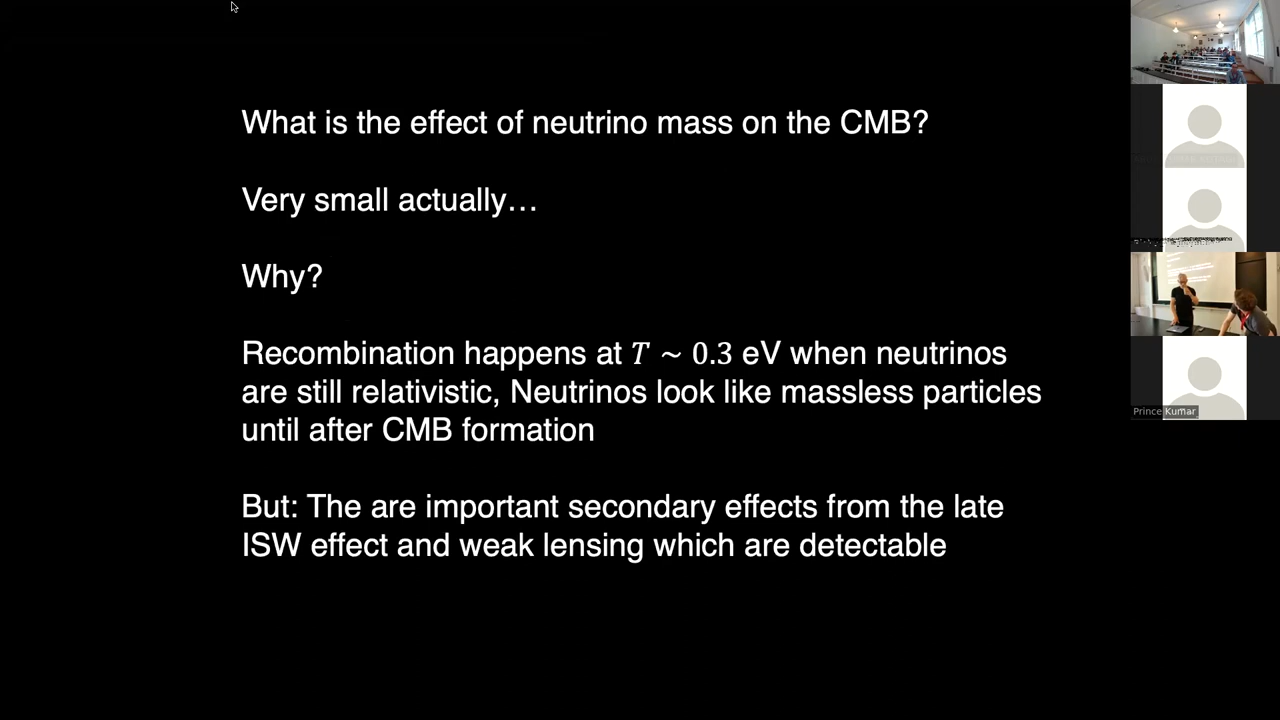 What is the effect of neutrino mass on the CMB?
Very small actually…
Why?
Recombination happens at T ~ 0.3 eV when neutrinos
are still relativistic, Neutrinos look like massless particles
until after CMB formation
But: The are important secondary effects from the late
ISW effect and weak lensing which are detectable
Prince Kumar